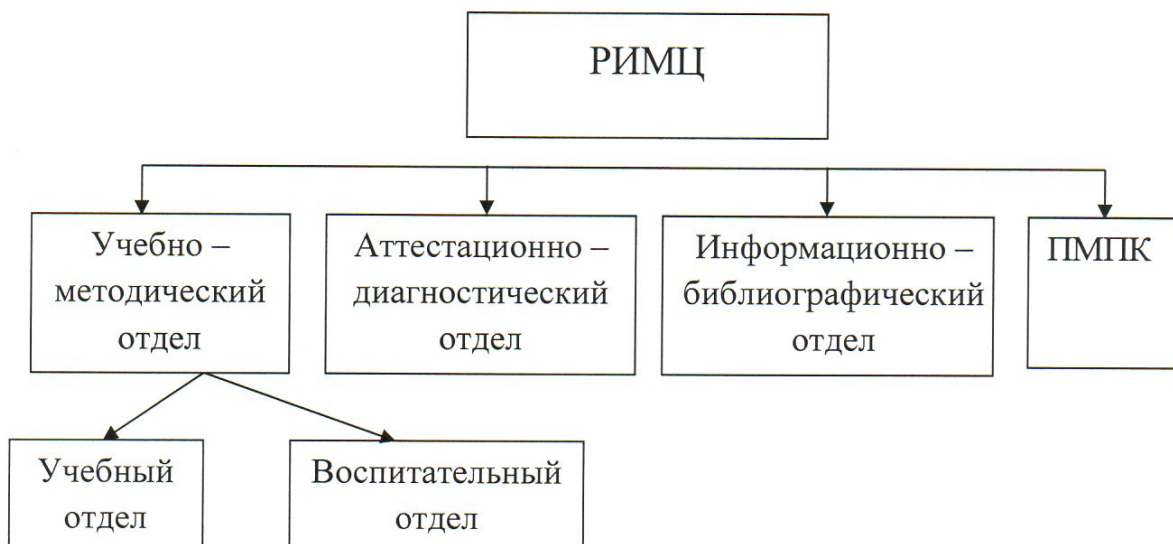 РИМЦ
Учебно –
методический
отдел
Аттестационно –
диагностический
отдел
Информационно –
библиографический
отдел
ПМПК
Учебный
отдел
Воспитательный
отдел